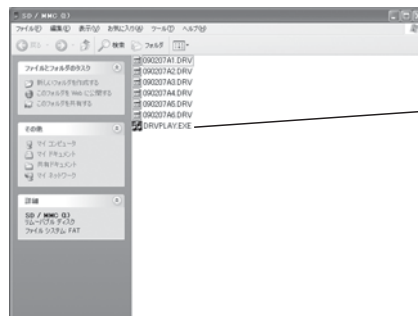 SD / MMC (I:)
ファイル(F) 編集(E) 表示(V) お気に入り(A) ツール(T) ヘルプ(H)
戻る 検索 フォルダ
ファイルとフォルダのタスク
新しいフォルダを作成する
このフォルダを Web に公開する
このフォルダを共有する
その他
マイ コンピュータ
マイ ドキュメント
共有ドキュメント
マイ ネットワーク
詳細
SD / MMC (I:)
リムーバブル ディスク
ファイル システム: FAT
090207A1.DRV
090207A2.DRV
090207A3.DRV
090207A4.DRV
090207A5.DRV
090207A6.DRV
DRVPLAY.EXE